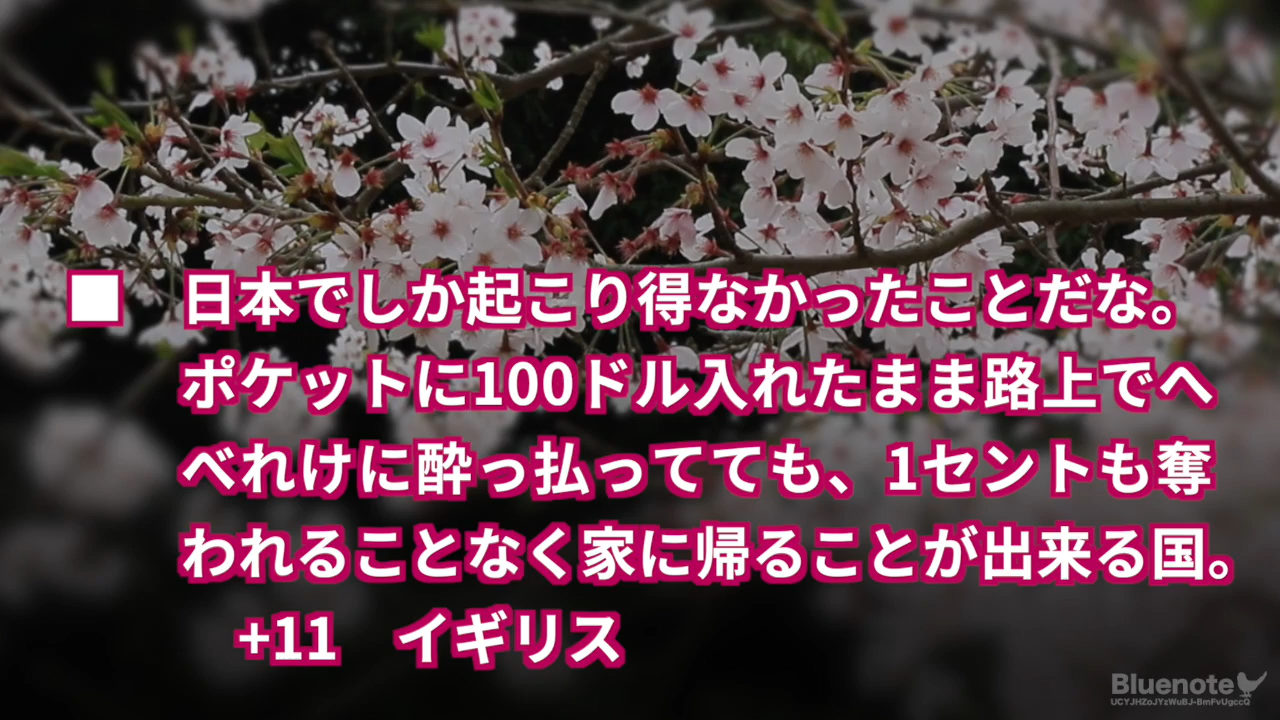 ■　日本でしか起こり得なかったことだな。
ポケットに100ドル入れたまま路上でへ
べれけに酔っ払ってても、1セントも奪
われることなく家に帰ることが出来る国。
+11　イギリス
Bluenote
UCYJHZoJYzWuBJ-BmFvUgccQ